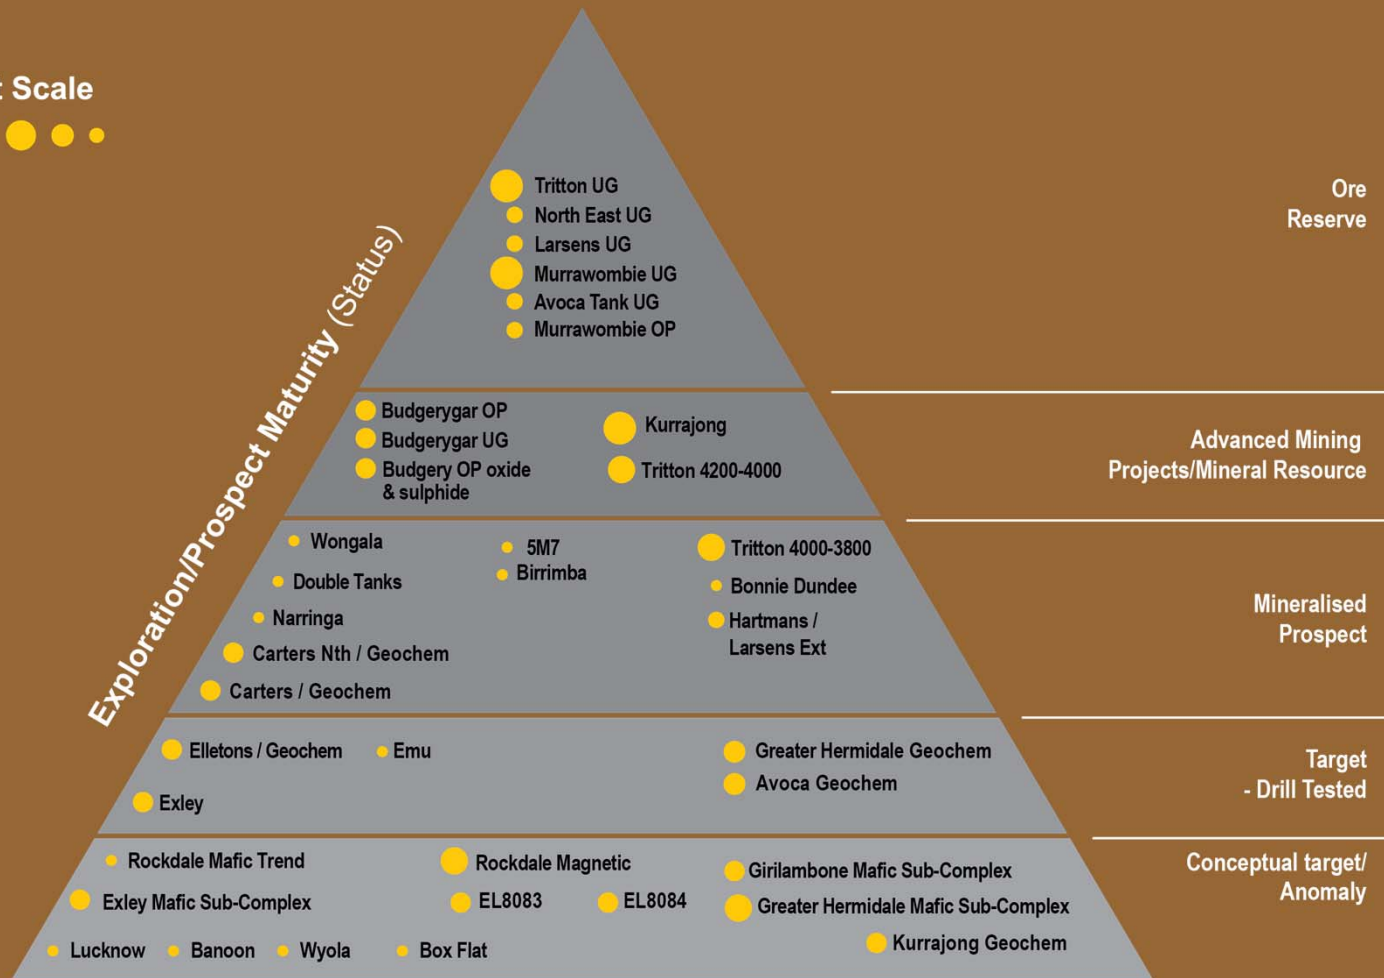 Scale
Exploration/Prospect Maturity (Status)
Tritton UG
North East UG
Larsens UG
Murrawombie UG
Avoca Tank UG
Murrawombie OP
Ore
Reserve
Budgerygar OP
Budgerygar UG
Budgery OP oxide
& sulphide
Kurrajong
Tritton 4200-4000
Advanced Mining
Projects/Mineral Resource
Wongala
Double Tanks
Narringa
Carters Nth / Geochem
Carters / Geochem
5M7
Birrimba
Tritton 4000-3800
Bonnie Dundee
Hartmans /
Larsens Ext
Mineralised
Prospect
Elletons / Geochem
Emu
Exley
Greater Hermidale Geochem
Avoca Geochem
Target
- Drill Tested
Rockdale Mafic Trend
Exley Mafic Sub-Complex
Rockdale Magnetic
EL8083
EL8084
Girilambone Mafic Sub-Complex
Greater Hermidale Mafic Sub-Complex
Kurrajong Geochem
Lucknow
Banoon
Wyola
Box Flat
Conceptual target/
Anomaly